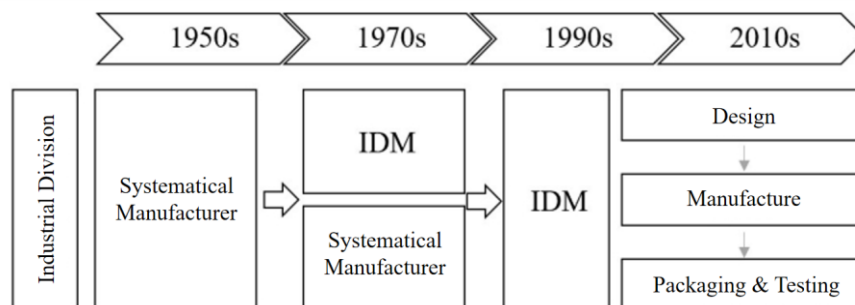 1950s
1970s
1990s
2010s
Industrial Division
Systematical
Manufacturer
IDM
Systematical
Manufacturer
IDM
Design
Manufacture
Packaging & Testing